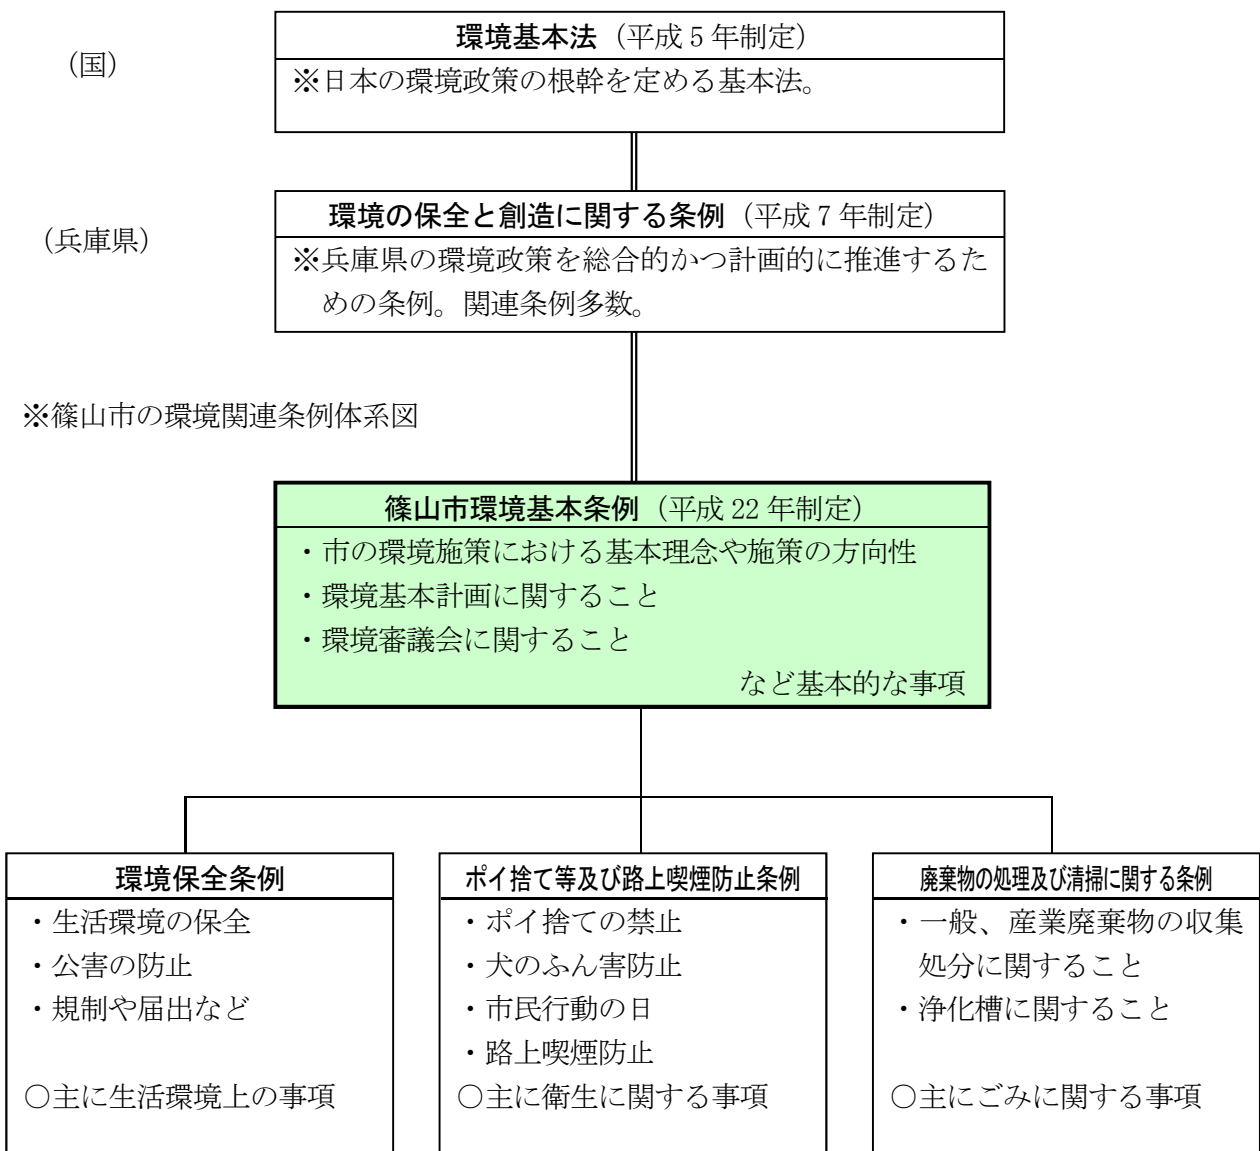 環境基本法（平成 5 年制定）
（国）
※日本の環境政策の根幹を定める基本法。
環境の保全と創造に関する条例（平成 7 年制定）
（兵庫県）
※兵庫県の環境政策を総合的かつ計画的に推進するた
めの条例。関連条例多数。
※篠山市の環境関連条例体系図
篠山市環境基本条例（平成 22 年制定）
・市の環境施策における基本理念や施策の方向性
・環境基本計画に関すること
・環境審議会に関すること
など基本的な事項
環境保全条例
・生活環境の保全
・公害の防止
・規制や届出など
○主に生活環境上の事項
ポイ捨て等及び路上喫煙防止条例
・ポイ捨ての禁止
・犬のふん害防止
・市民行動の日
・路上喫煙防止
○主に衛生に関する事項
廃棄物の処理及び清掃に関する条例
・一般、産業廃棄物の収集
処分に関すること
・浄化槽に関すること
○主にごみに関する事項